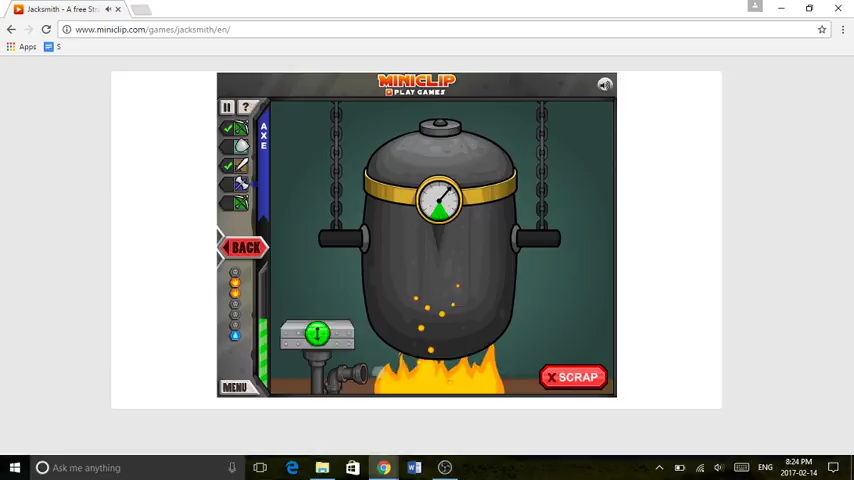 Jacksmith - A free Str
www.miniclip.com/games/jacksmith/en/
Apps
S
MINICLIP
PLAY GAMES
?
AXE
BACK
MENU
X SCRAP
Ask me anything
ENG
8:24 PM
2017-02-14